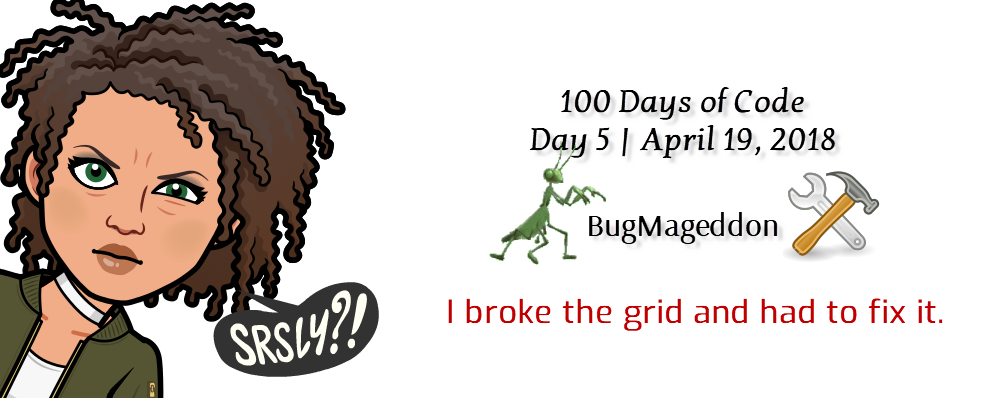 100 Days of Code
Day 5 | April 19, 2018
BugMageddon
I broke the grid and had to fix it.
SRSLY?!